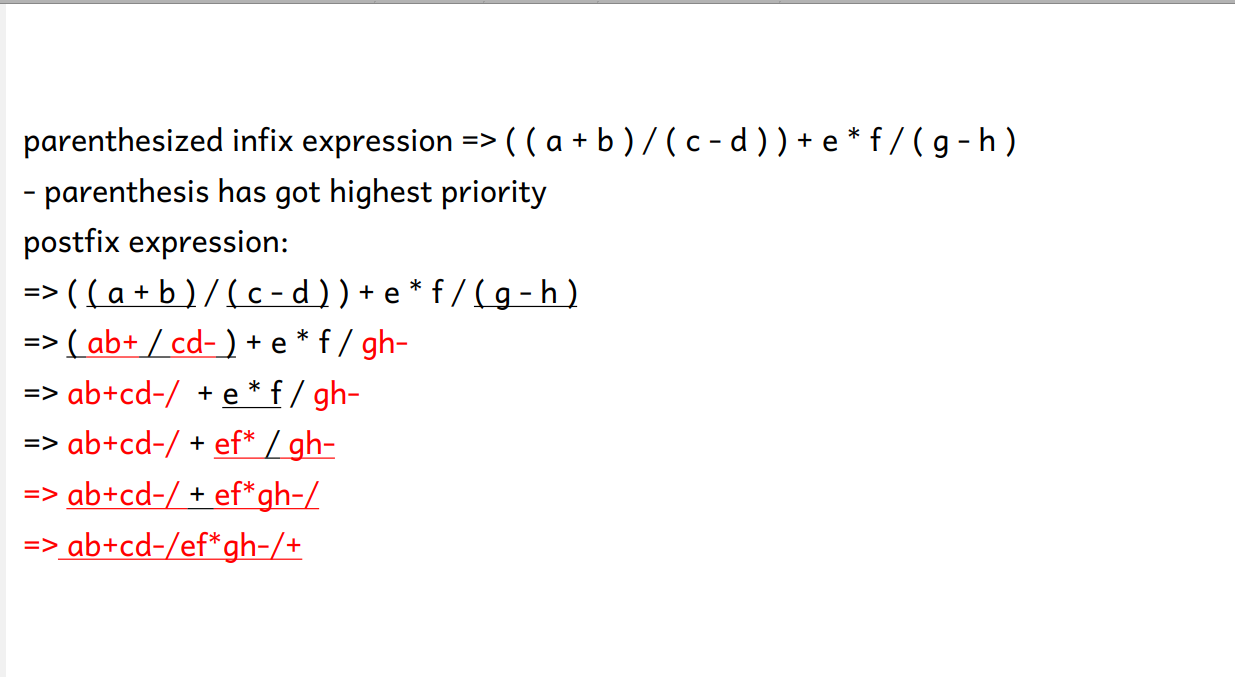 parenthesized infix expression => ( ( a + b ) / ( c - d ) ) + e * f / ( g - h )
- parenthesis has got highest priority
postfix expression:
=> ( ( a + b ) / ( c - d ) ) + e * f / ( g - h )
=> ( ab+ / cd- ) + e * f / gh-
=> ab+cd-/ + e * f / gh-
=> ab+cd-/ + ef* / gh-
=> ab+cd-/ + ef*gh-/
=> ab+cd-/ef*gh-/+